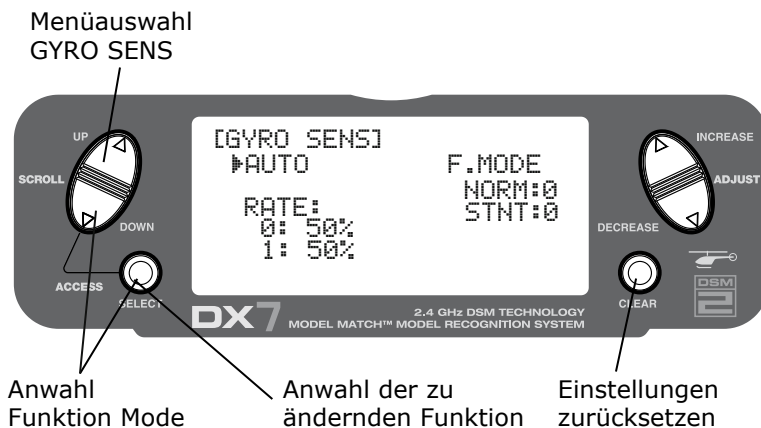 Menüauswahl
GYRO SENS
UP
SCROLL
DOWN
ACCESS
SELECT
[GYRO SENS]
AUTO
F.MODE
NORM:0
STNT:0
RATE:
0: 50%
1: 50%
INCREASE
ADJUST
DECREASE
CLEAR
DSM
2
DX7
2.4 GHz DSM TECHNOLOGY
MODEL MATCH™ MODEL RECOGNITION SYSTEM
Anwahl
Funktion Mode
Anwahl der zu
ändernden Funktion
Einstellungen
zurücksetzen